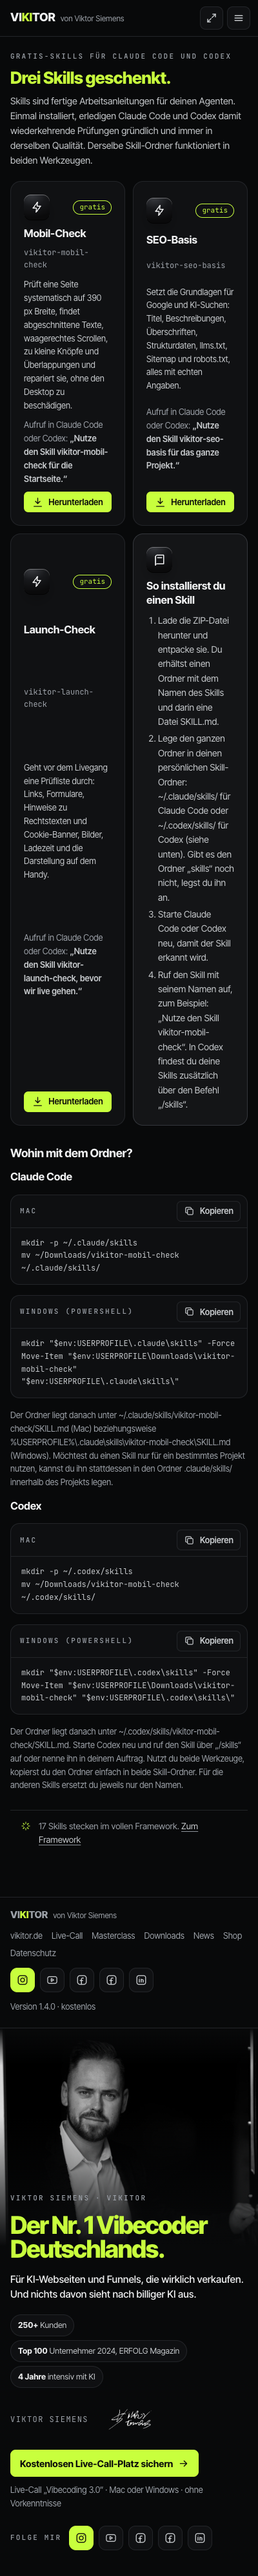 VIKITOR von Viktor Siemens
GRATIS-SKILLS FÜR CLAUDE CODE UND CODEX
Drei Skills geschenkt.
Skills sind fertige Arbeitsanleitungen für deinen Agenten.
Einmal installiert, erledigen Claude Code und Codex damit
wiederkehrende Prüfungen gründlich und immer in
derselben Qualität. Derselbe Skill-Ordner funktioniert in
beiden Werkzeugen.
gratis
Mobil-Check
vikitor-mobil-
check
Prüft eine Seite
systematisch auf 390
px Breite, findet
abgeschnittene Texte,
waagerechtes Scrollen,
zu kleine Knöpfe und
Überlappungen und
repariert sie, ohne den
Desktop zu
beschädigen.
Aufruf in Claude Code
oder Codex: „Nutze
den Skill vikitor-mobil-
check für die
Startseite.“
Herunterladen
gratis
SEO-Basis
vikitor-seo-basis
Setzt die Grundlagen für
Google und KI-Suchen:
Titel, Beschreibungen,
Überschriften,
Strukturdaten, llms.txt,
Sitemap und robots.txt,
alles mit echten
Angaben.
Aufruf in Claude Code
oder Codex: „Nutze
den Skill vikitor-seo-
basis für das ganze
Projekt.“
Herunterladen
gratis
Launch-Check
vikitor-launch-
check
Geht vor dem Livegang
eine Prüfliste durch:
Links, Formulare,
Hinweise zu
Rechtstexten und
Cookie-Banner, Bilder,
Ladezeit und die
Darstellung auf dem
Handy.
Aufruf in Claude Code
oder Codex: „Nutze
den Skill vikitor-
launch-check, bevor
wir live gehen.“
Herunterladen
So installierst du
einen Skill
1. Lade die ZIP-Datei
herunter und
entpacke sie. Du
erhältst einen
Ordner mit dem
Namen des Skills
und darin eine
Datei SKILL.md.
2. Lege den ganzen
Ordner in deinen
persönlichen Skill-
Ordner:
~/.claude/skills/ für
Claude Code oder
~/.codex/skills/ für
Codex (siehe
unten). Gibt es den
Ordner „skills“ noch
nicht, legst du ihn
an.
3. Starte Claude
Code oder Codex
neu, damit der Skill
erkannt wird.
4. Ruf den Skill mit
seinem Namen auf,
zum Beispiel:
„Nutze den Skill
vikitor-mobil-
check“. In Codex
findest du deine
Skills zusätzlich
über den Befehl
„/skills“.
Wohin mit dem Ordner?
Claude Code
MAC Kopieren
mkdir -p ~/.claude/skills
mv ~/Downloads/vikitor-mobil-check
~/.claude/skills/
WINDOWS (POWERSHELL) Kopieren
mkdir "$env:USERPROFILE\.claude\skills" -Force
Move-Item "$env:USERPROFILE\Downloads\vikitor-
mobil-check"
"$env:USERPROFILE\.claude\skills\"
Der Ordner liegt danach unter ~/.claude/skills/vikitor-mobil-
check/SKILL.md (Mac) beziehungsweise
%USERPROFILE%\.claude\skills\vikitor-mobil-check\SKILL.md
(Windows). Möchtest du einen Skill nur für ein bestimmtes Projekt
nutzen, kannst du ihn stattdessen in den Ordner .claude/skills/
innerhalb des Projekts legen.
Codex
MAC Kopieren
mkdir -p ~/.codex/skills
mv ~/Downloads/vikitor-mobil-check
~/.codex/skills/
WINDOWS (POWERSHELL) Kopieren
mkdir "$env:USERPROFILE\.codex\skills" -Force
Move-Item "$env:USERPROFILE\Downloads\vikitor-
mobil-check" "$env:USERPROFILE\.codex\skills\"
Der Ordner liegt danach unter ~/.codex/skills/vikitor-mobil-
check/SKILL.md. Starte Codex neu und ruf den Skill über „/skills“
auf oder nenne ihn in deinem Auftrag. Nutzt du beide Werkzeuge,
kopierst du den Ordner einfach in beide Skill-Ordner. Für die
anderen Skills ersetzt du jeweils nur den Namen.
17 Skills stecken im vollen Framework. Zum
Framework
VIKITOR von Viktor Siemens
vikitor.de Live-Call Masterclass Downloads News Shop
Datenschutz
Version 1.4.0 · kostenlos
VIKTOR SIEMENS · VIKITOR
Der Nr. 1 Vibecoder
Deutschlands.
Für KI-Webseiten und Funnels, die wirklich verkaufen.
Und nichts davon sieht nach billiger KI aus.
250+ Kunden
Top 100 Unternehmer 2024, ERFOLG Magazin
4 Jahre intensiv mit KI
VIKTOR SIEMENS
Kostenlosen Live-Call-Platz sichern →
Live-Call „Vibecoding 3.0“ · Mac oder Windows · ohne
Vorkenntnisse
FOLGE MIR